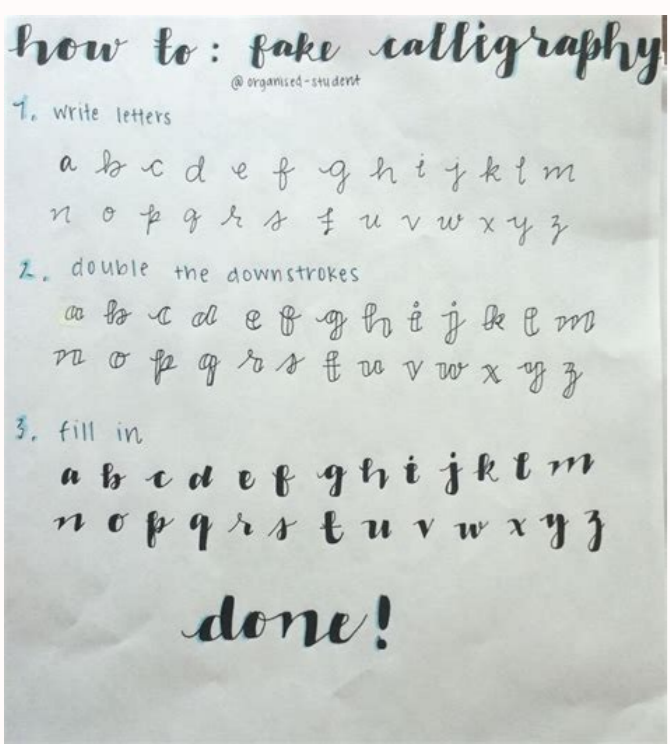 how to: fake calligraphy
@organised-student
1. write letters
a b c d e f g h i j k l m
n o p q r s t u v w x y z
2. double the downstrokes
a b c d e f g h i j k l m
n o p q r s t u v w x y z
3. fill in
a b c d e f g h i j k l m
n o p q r s t u v w x y z
done!